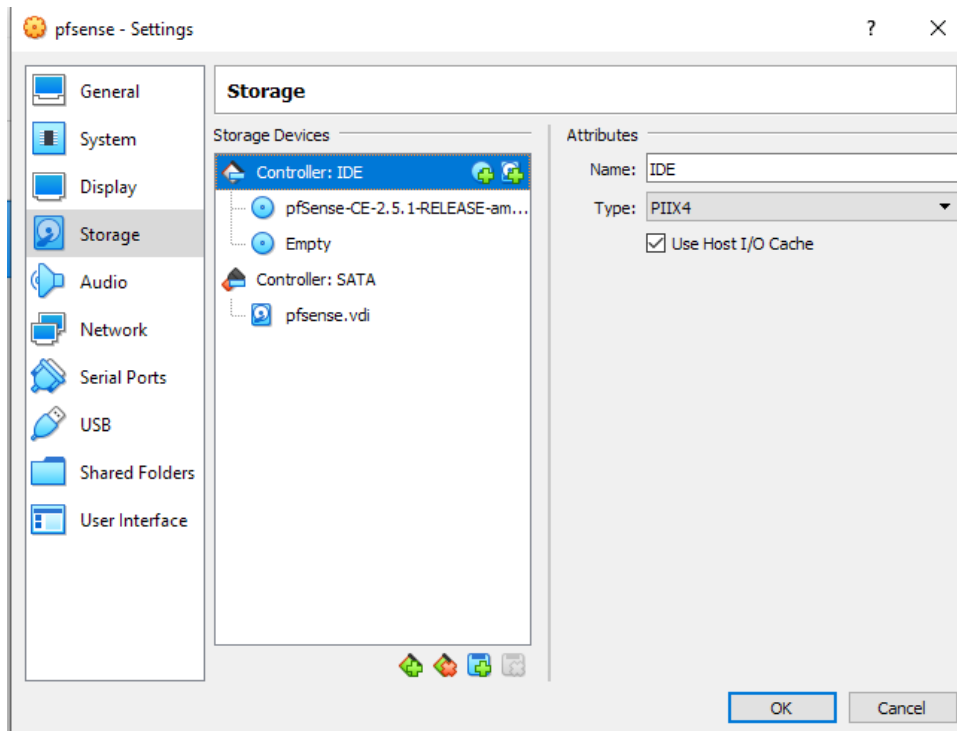 pfsense - Settings
?
General
System
Display
Storage
Audio
Network
Serial Ports
USB
Shared Folders
User Interface
Storage
Storage Devices
Controller: IDE
pfSense-CE-2.5.1-RELEASE-am...
Empty
Controller: SATA
pfsense.vdi
Attributes
Name: IDE
Type: PIIX4
Use Host I/O Cache
OK
Cancel